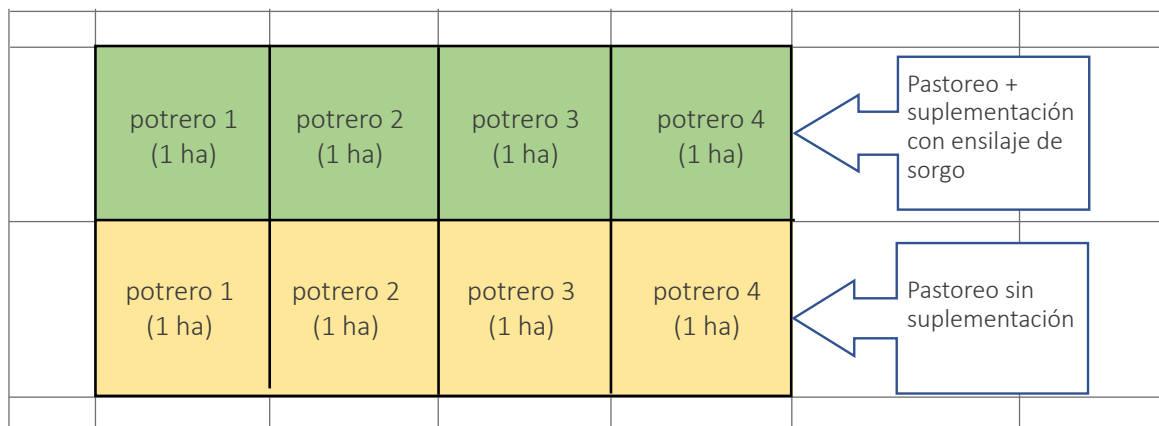 potrero 1
(1 ha)
potrero 2
(1 ha)
potrero 3
(1 ha)
potrero 4
(1 ha)
Pastoreo +
suplementación
con ensilaje de
sorgo
potrero 1
(1 ha)
potrero 2
(1 ha)
potrero 3
(1 ha)
potrero 4
(1 ha)
Pastoreo sin
suplementación